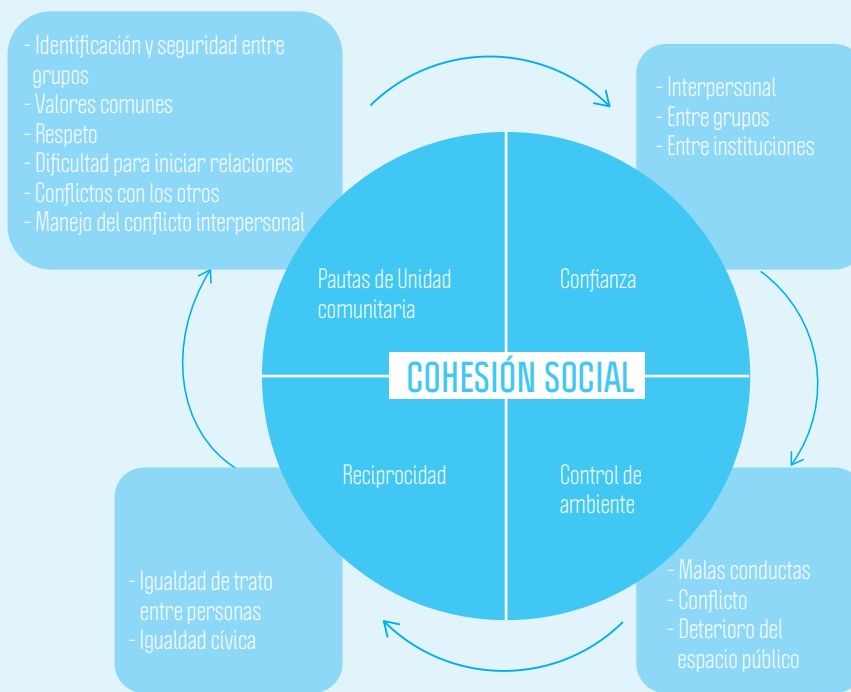 - Identificación y seguridad entre
grupos
- Valores comunes
- Respeto
- Dificultad para iniciar relaciones
- Conflictos con los otros
- Manejo del conflicto interpersonal
- Interpersonal
- Entre grupos
- Entre instituciones
Pautas de Unidad
comunitaria
Confianza
COHESIÓN SOCIAL
Reciprocidad
Control de
ambiente
- Igualdad de trato
entre personas
- Igualdad cívica
- Malas conductas
- Conflicto
- Deterioro del
espacio público